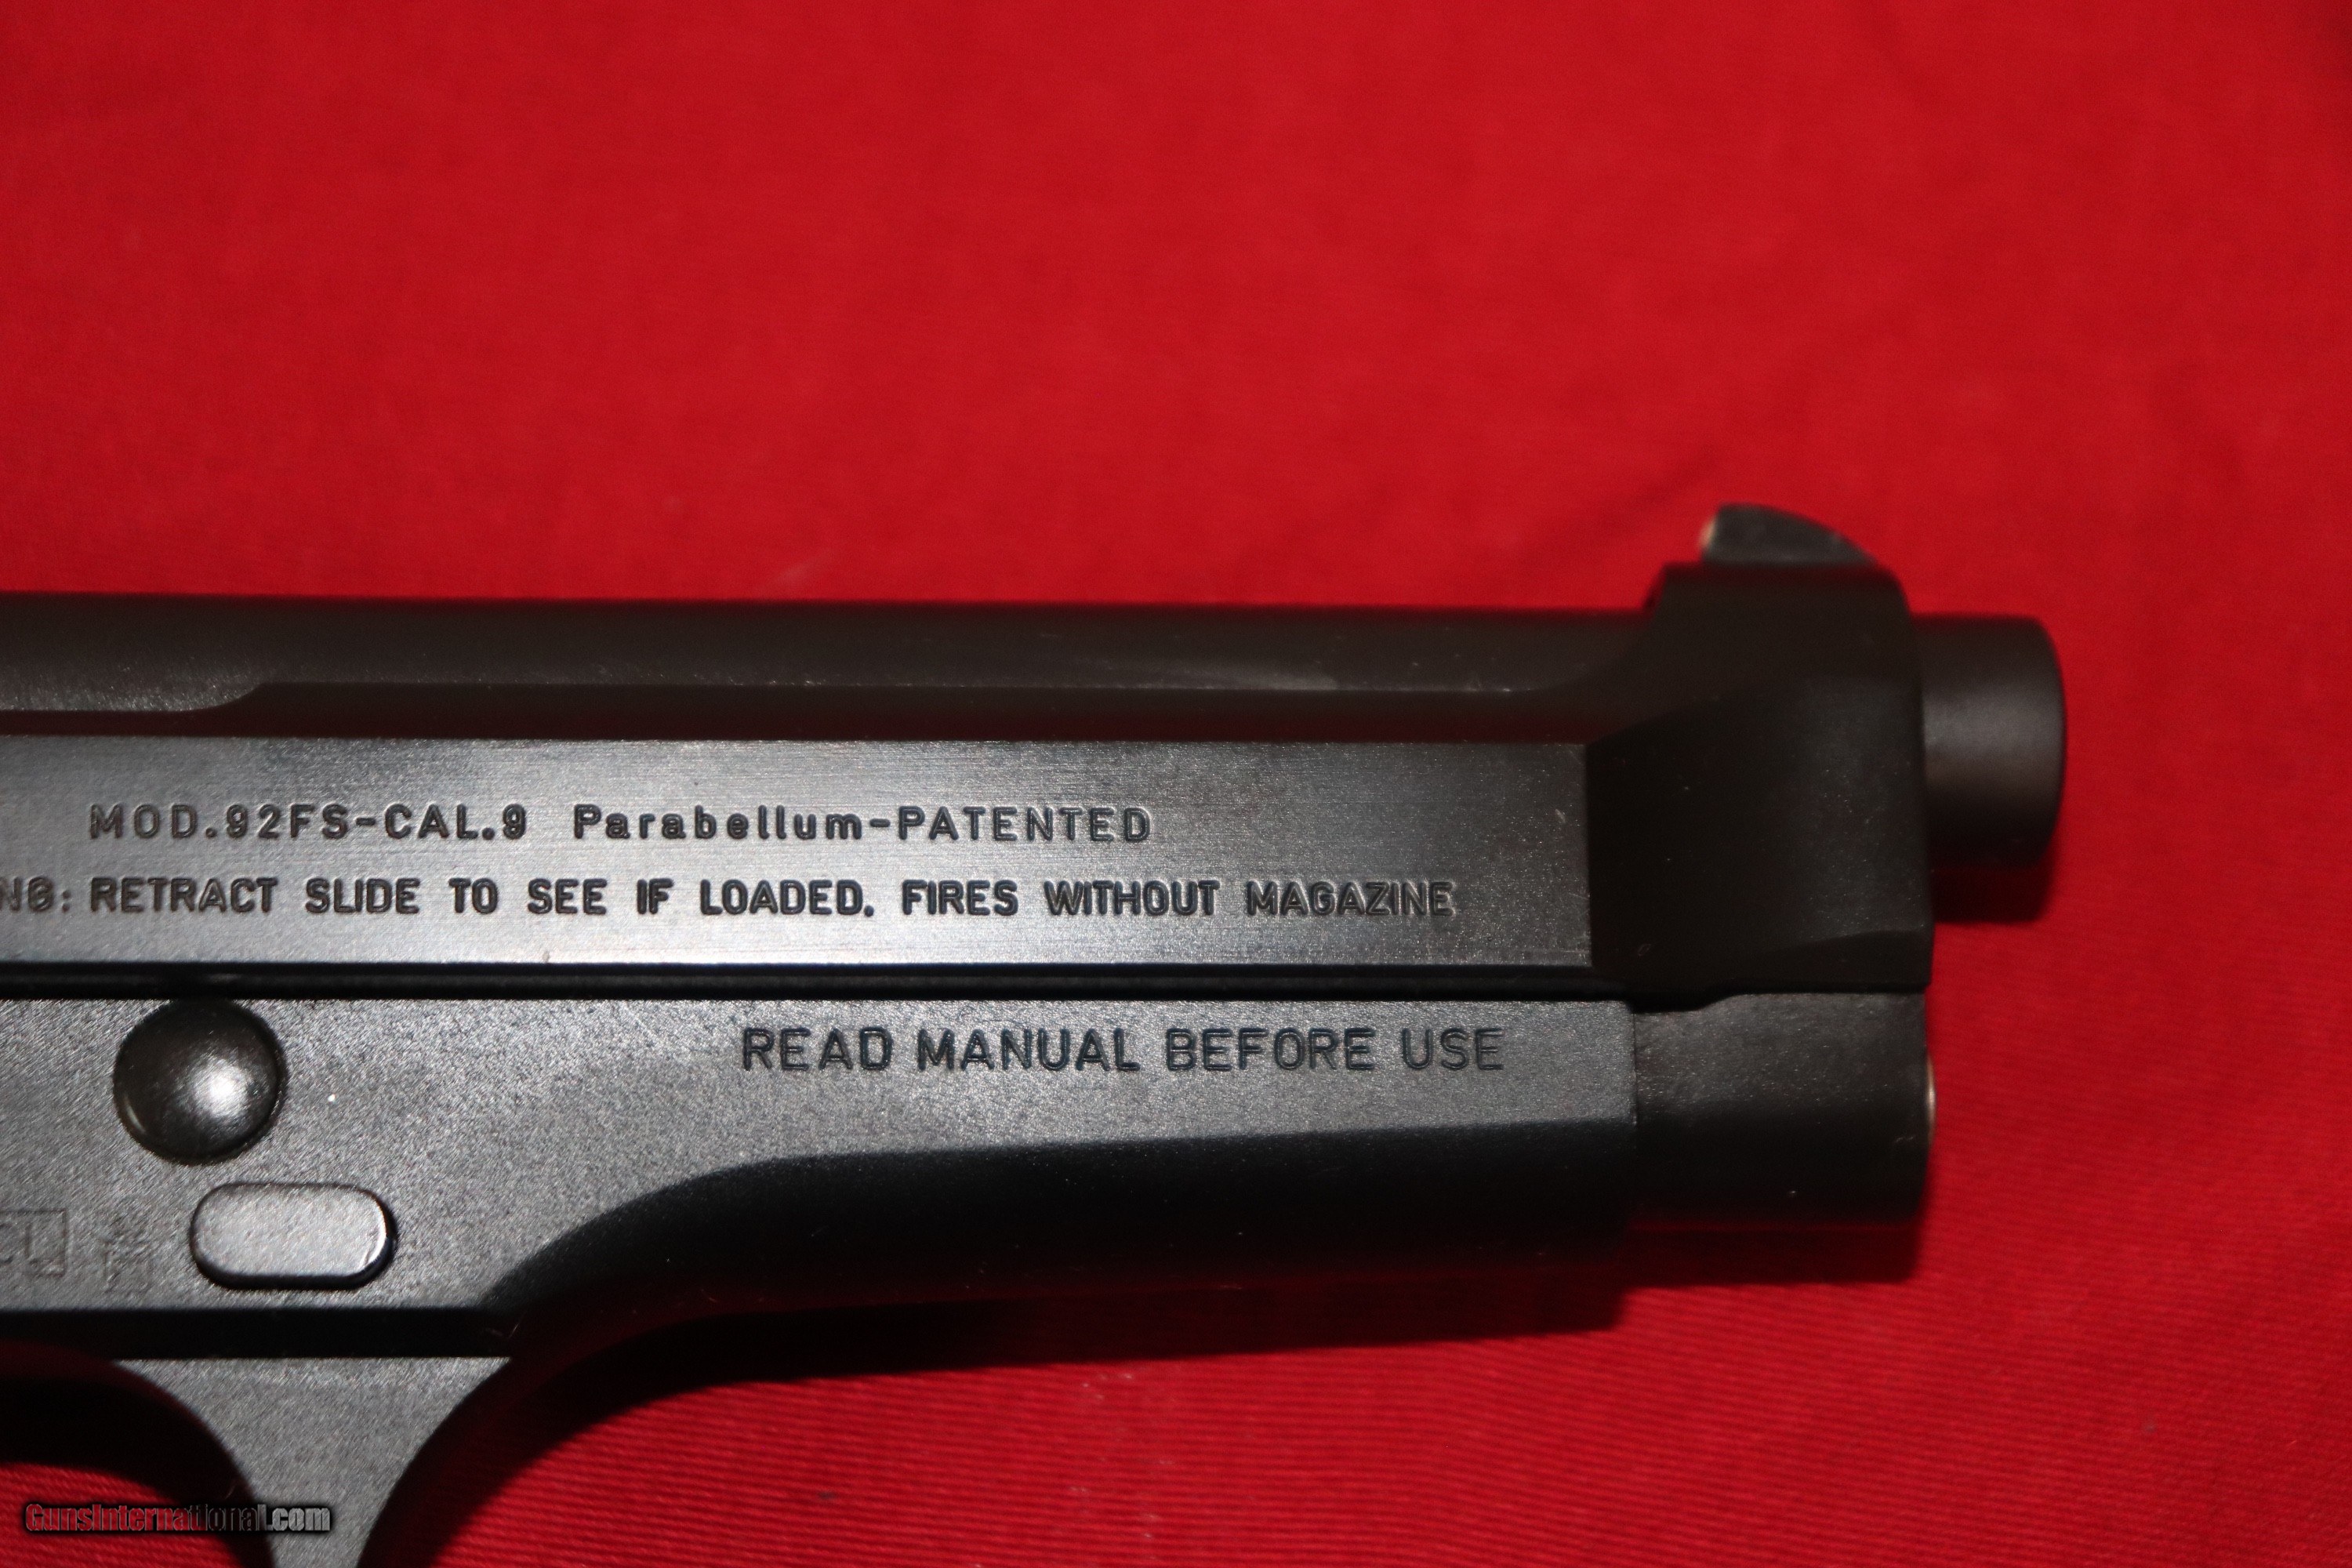 MOD.92FS-CAL.9 Parabellum-PATENTED
NG: RETRACT SLIDE TO SEE IF LOADED. FIRES WITHOUT MAGAZINE
READ MANUAL BEFORE USE
GunsInternational.com